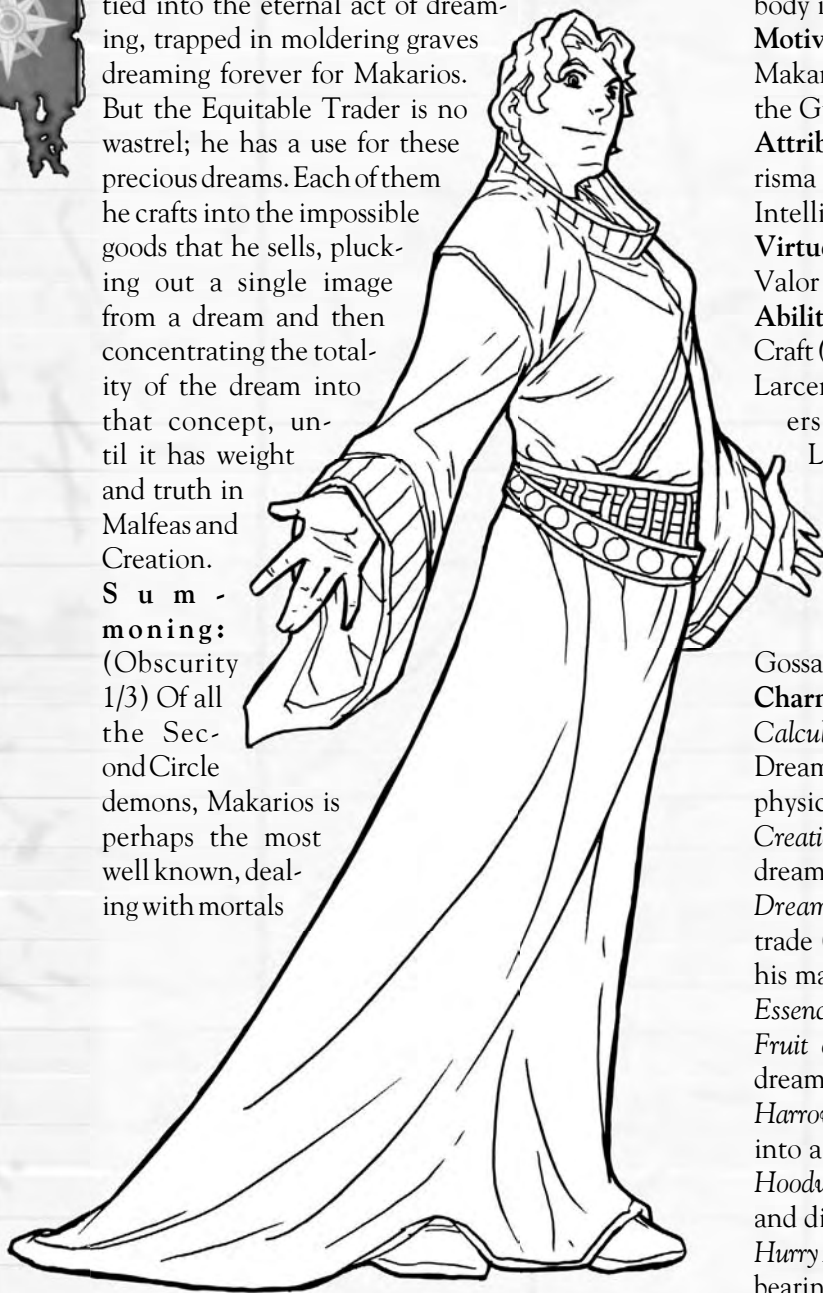 tied into the eternal act of dream-
ing, trapped in moldering graves
dreaming forever for Makarios.
But the Equitable Trader is no
wastrel; he has a use for these
precious dreams. Each of them
he crafts into the impossible
goods that he sells, pluck-
ing out a single image
from a dream and then
concentrating the total-
ity of the dream into
that concept, un-
til it has weight
and truth in
Malfeas and
Creation.
Sum-
moning:
(Obscurity
1/3) Of all
the Sec-
ond Circle
demons, Makarios is
perhaps the most
well known, deal-
ing with mortals
body i
Motiv
Makar
the G
Attrib
risma
Intelli
Virtue
Valor
Abilit
Craft (
Larcen
ers
L
Gossa
Charn
Calcul
Dream
physic
Creati
dream
Dream
trade
his ma
Essenc
Fruit
dream
Harro
into a
Hoodw
and di
Hurry
bearin